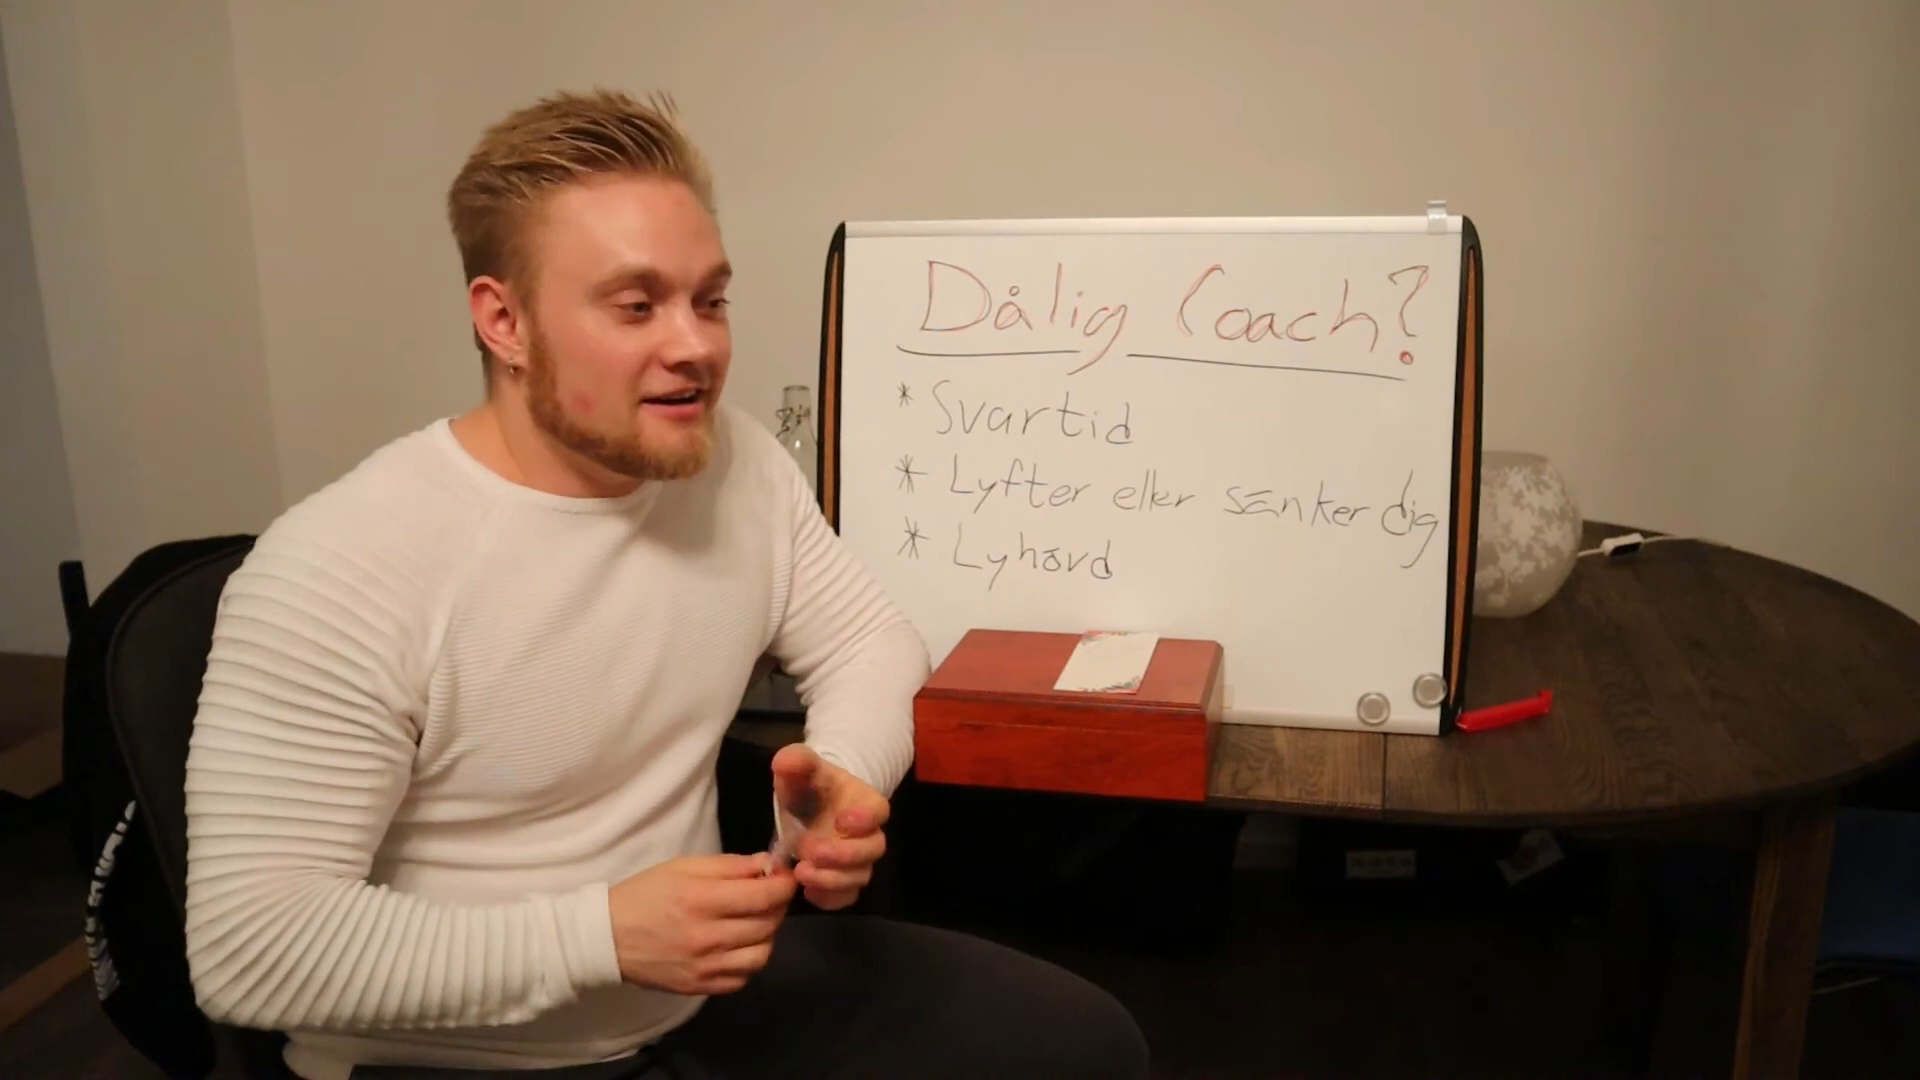 Dålig Coach?
* Svartid
* Lyfter eller sänker dig
* Lyhörd